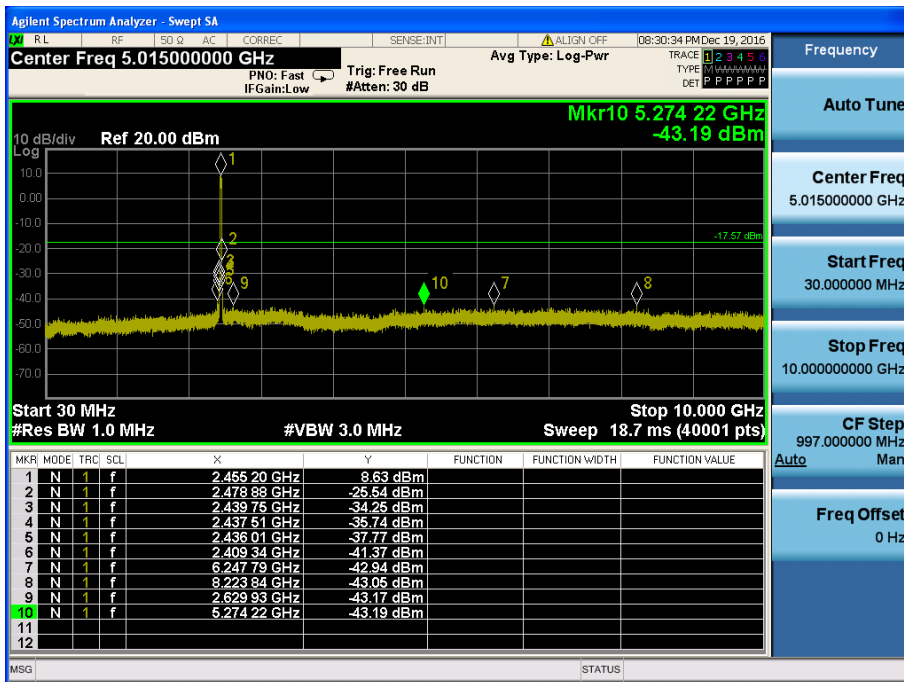 Agilent Spectrum Analyzer - Swept SA
LXI RL RF 50 Ω AC CORREC SENSE:INT ALIGN OFF 08:30:34 PM Dec 19, 2016
Center Freq 5.015000000 GHz
PNO: Fast
IFGain:Low
Trig: Free Run
#Atten: 30 dB
Avg Type: Log-Pwr
TRACE 1 2 3 4 5 6
TYPE M
DET P P P P P P
Mkr10 5.274 22 GHz
-43.19 dBm
10 dB/div Ref 20.00 dBm
Log
10.0
0.00
-10.0
-20.0
-30.0
-40.0
-50.0
-60.0
-70.0
-17.57 dBm
1
2
3
5
6
9
10
7
8
Start 30 MHz Stop 10.000 GHz
#Res BW 1.0 MHz #VBW 3.0 MHz Sweep 18.7 ms (40001 pts)
MKR MODE TRC SCL X Y FUNCTION FUNCTION WIDTH FUNCTION VALUE
1 N 1 f 2.455 20 GHz 8.63 dBm
2 N 1 f 2.478 88 GHz -25.54 dBm
3 N 1 f 2.439 75 GHz -34.25 dBm
4 N 1 f 2.437 51 GHz -35.74 dBm
5 N 1 f 2.436 01 GHz -37.77 dBm
6 N 1 f 2.409 34 GHz -41.37 dBm
7 N 1 f 6.247 79 GHz -42.94 dBm
8 N 1 f 8.223 84 GHz -43.05 dBm
9 N 1 f 2.629 93 GHz -43.17 dBm
10 N 1 f 5.274 22 GHz -43.19 dBm
11
12
MSG STATUS
Frequency
Auto Tune
Center Freq
5.015000000 GHz
Start Freq
30.000000 MHz
Stop Freq
10.000000000 GHz
CF Step
997.000000 MHz
Auto Man
Freq Offset
0 Hz